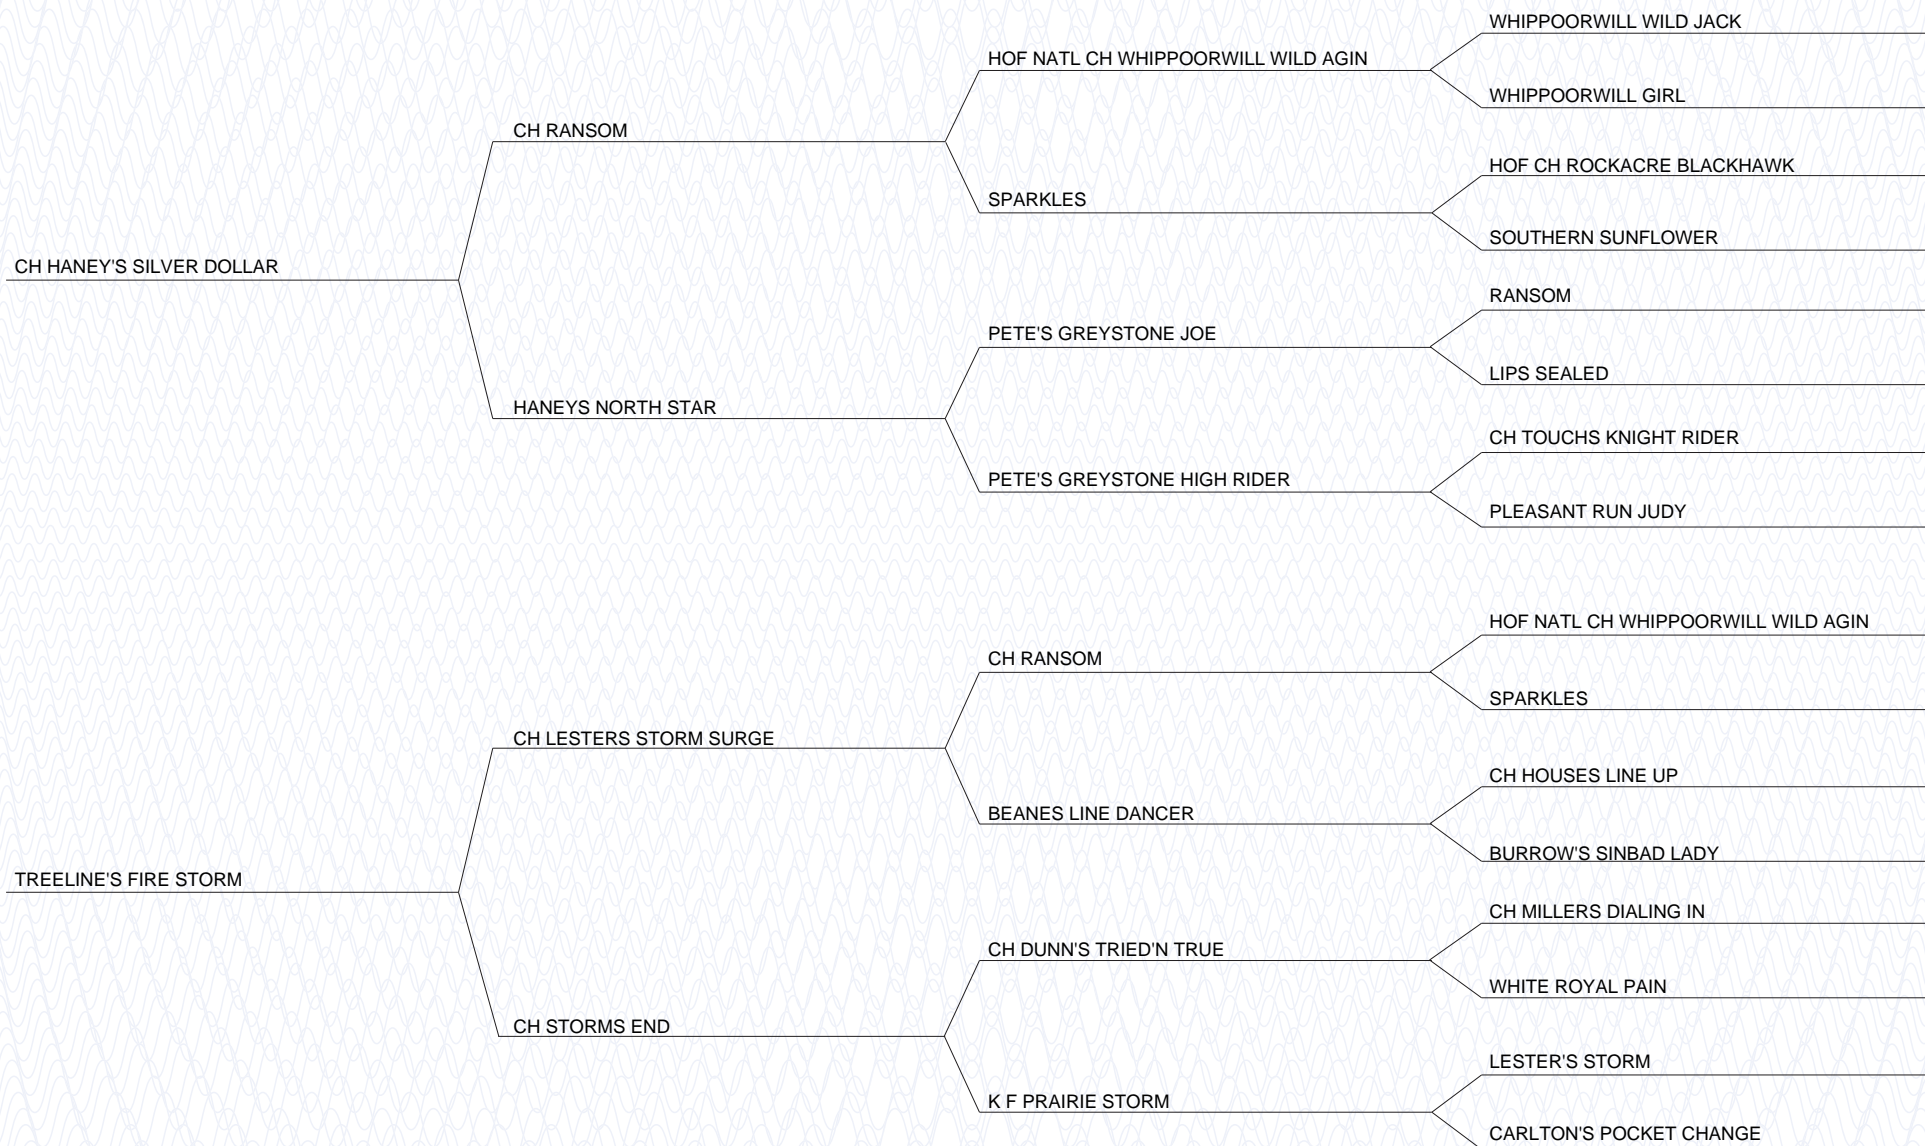 WHIPPOORWILL WILD JACK
HOF NATL CH WHIPPOORWILL WILD AGIN
WHIPPOORWILL GIRL
CH RANSOM
HOF CH ROCKACRE BLACKHAWK
SPARKLES
SOUTHERN SUNFLOWER
CH HANEY'S SILVER DOLLAR
RANSOM
PETE'S GREYSTONE JOE
LIPS SEALED
HANEYS NORTH STAR
CH TOUCHS KNIGHT RIDER
PETE'S GREYSTONE HIGH RIDER
PLEASANT RUN JUDY
HOF NATL CH WHIPPOORWILL WILD AGIN
CH RANSOM
SPARKLES
CH LESTERS STORM SURGE
CH HOUSES LINE UP
BEANES LINE DANCER
BURROW'S SINBAD LADY
TREELINE'S FIRE STORM
CH MILLERS DIALING IN
CH DUNN'S TRIED'N TRUE
WHITE ROYAL PAIN
CH STORMS END
LESTER'S STORM
K F PRAIRIE STORM
CARLTON'S POCKET CHANGE